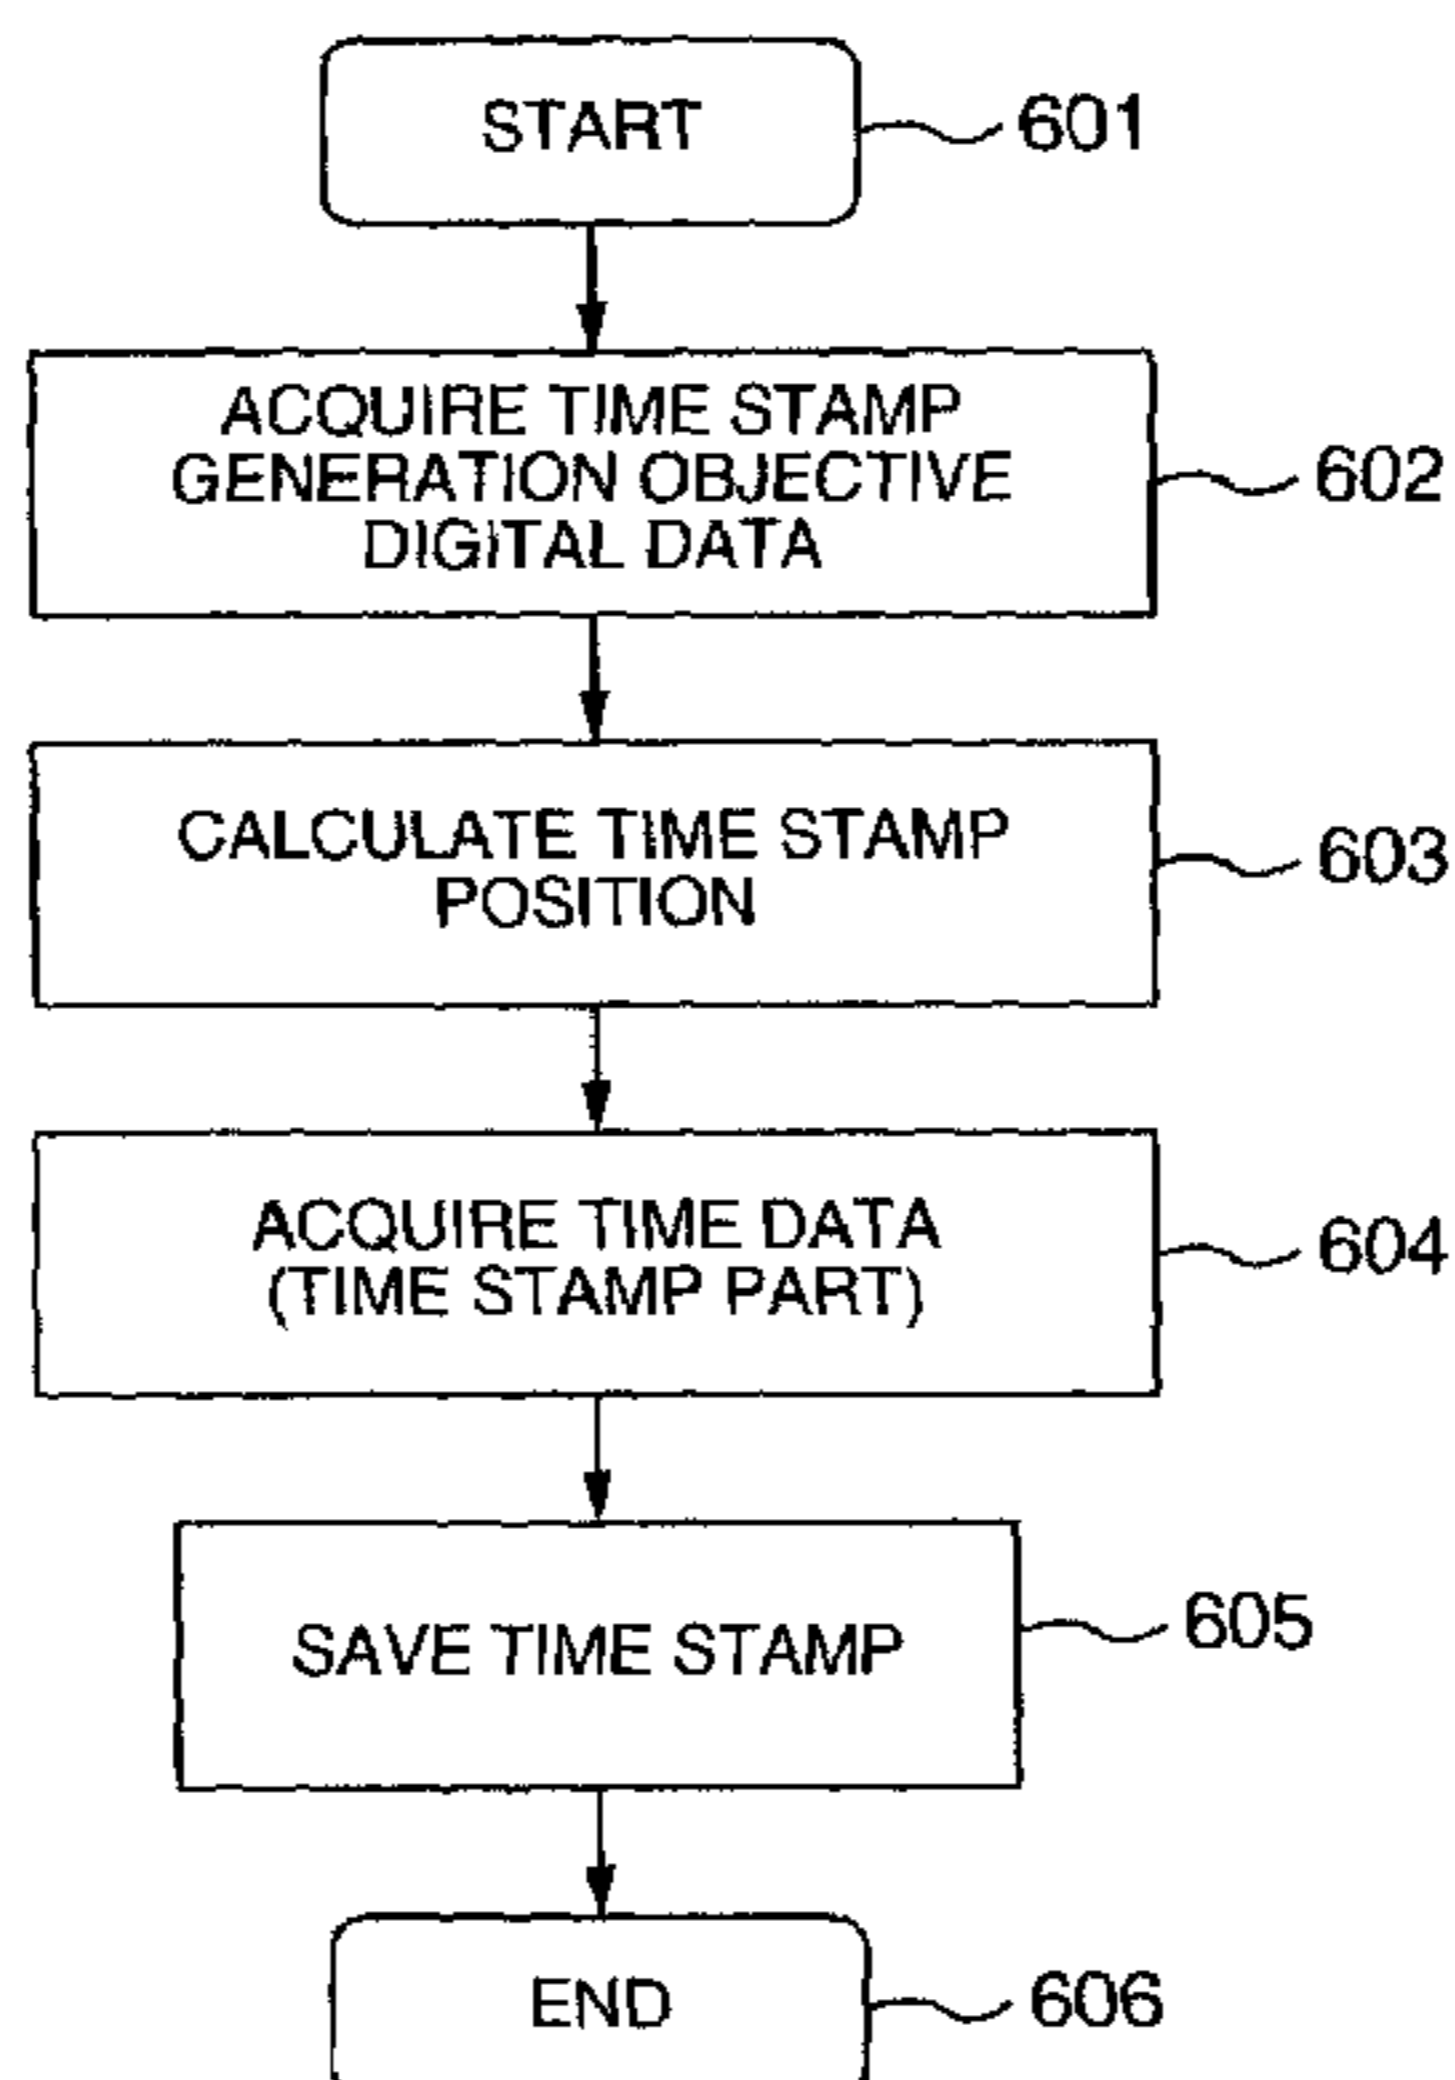 START
601
ACQUIRE TIME STAMP
GENERATION OBJECTIVE
DIGITAL DATA
602
CALCULATE TIME STAMP
POSITION
603
ACQUIRE TIME DATA
(TIME STAMP PART)
604
SAVE TIME STAMP
605
END
606